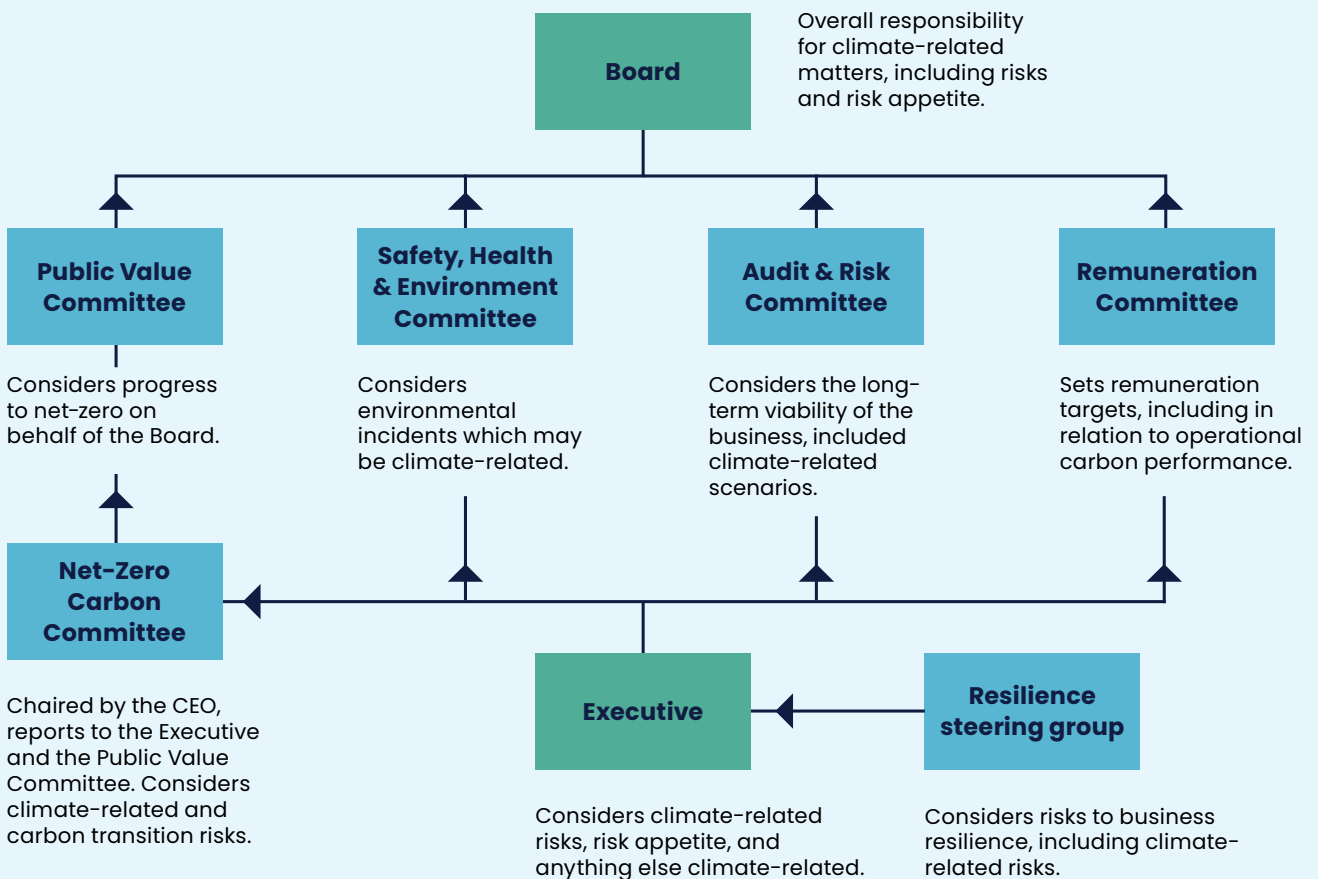 Board
Overall responsibility
for climate-related
matters, including risks
and risk appetite.
Public Value
Committee
Safety, Health
& Environment
Committee
Audit & Risk
Committee
Remuneration
Committee
Considers progress
to net-zero on
behalf of the Board.
Considers
environmental
incidents which may
be climate-related.
Considers the long-
term viability of the
business, included
climate-related
scenarios.
Sets remuneration
targets, including in
relation to operational
carbon performance.
Net-Zero
Carbon
Committee
Chaired by the CEO,
reports to the Executive
and the Public Value
Committee. Considers
climate-related and
carbon transition risks.
Executive
Considers climate-related
risks, risk appetite, and
anything else climate-related.
Resilience
steering group
Considers risks to business
resilience, including climate-
related risks.